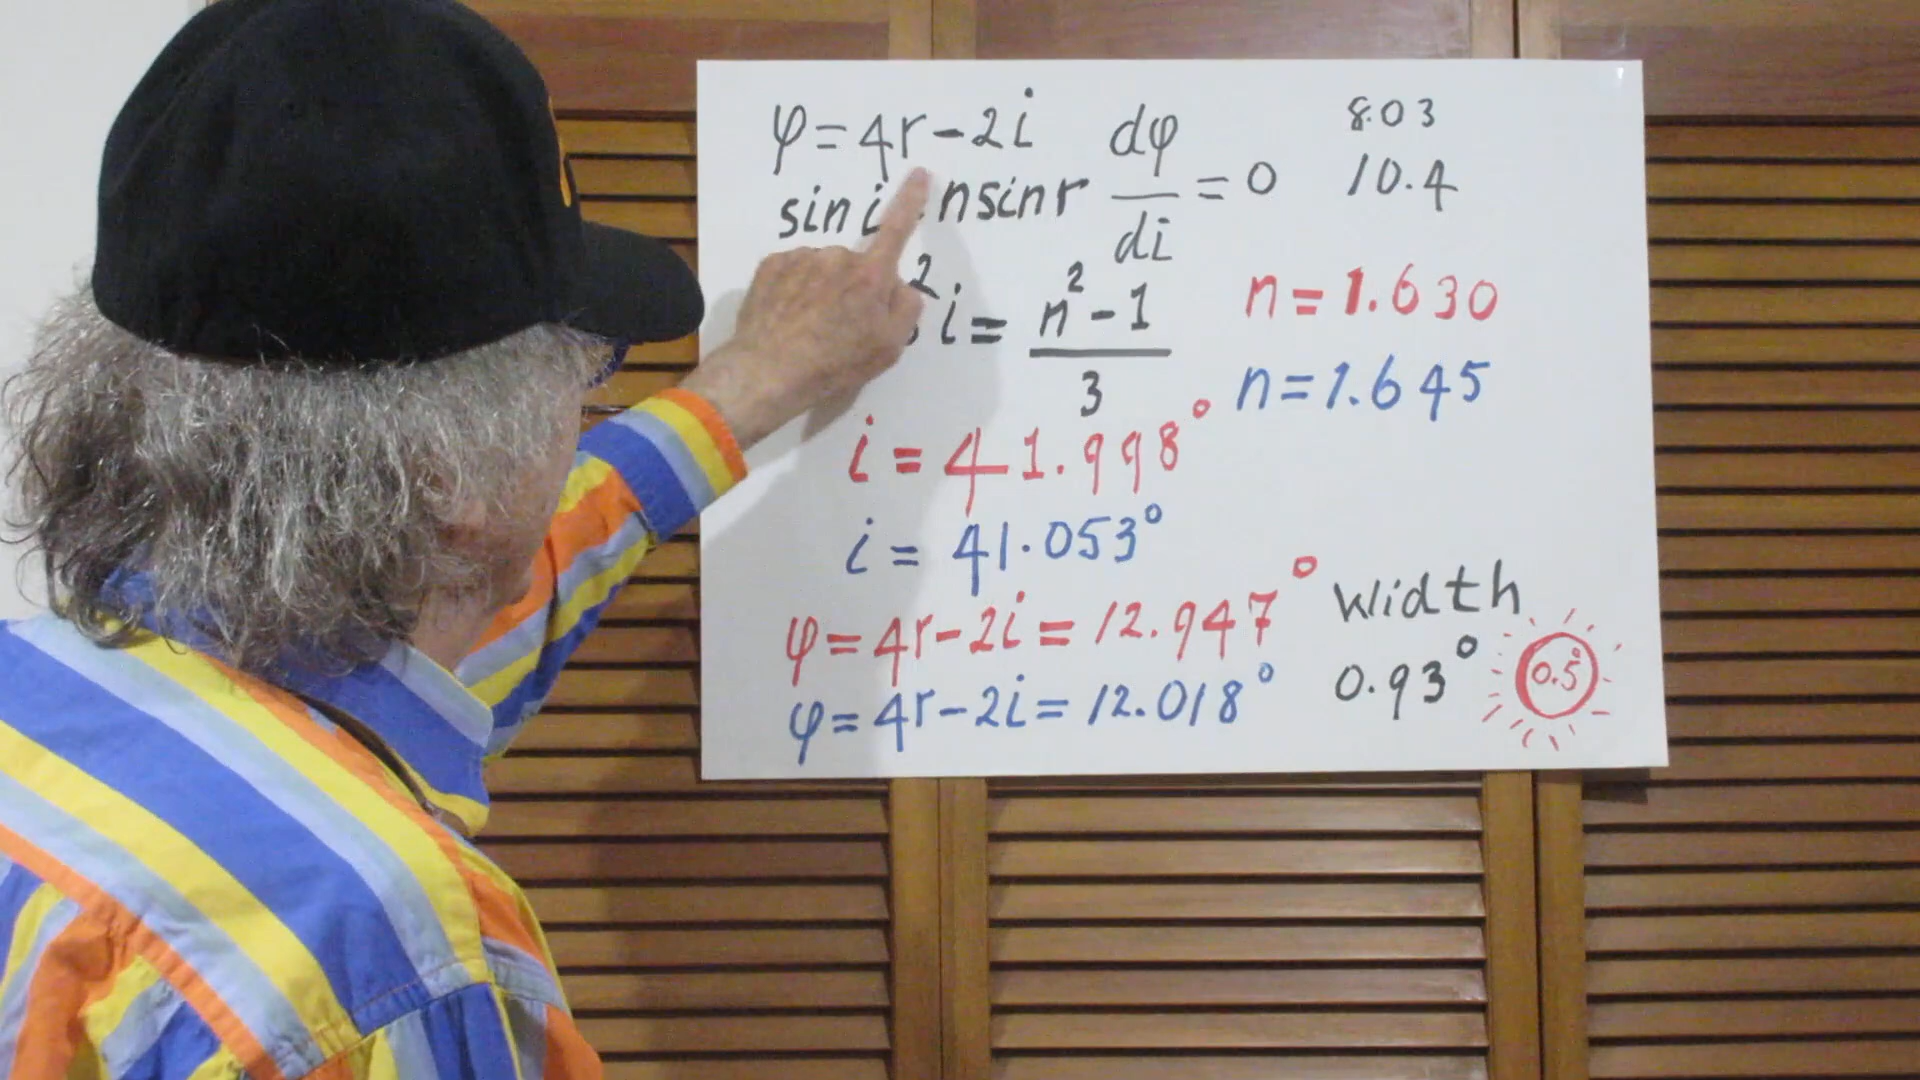 φ = 4r - 2i
sin i nsinr
dφ
di
= 0
8.03
10.4
2 i = n² - 1
3
n = 1.630
n = 1.645
i = 41.998°
i = 41.053°
φ = 4r - 2i = 12.947°
φ = 4r - 2i = 12.018°
Width
0.93°
0.5°